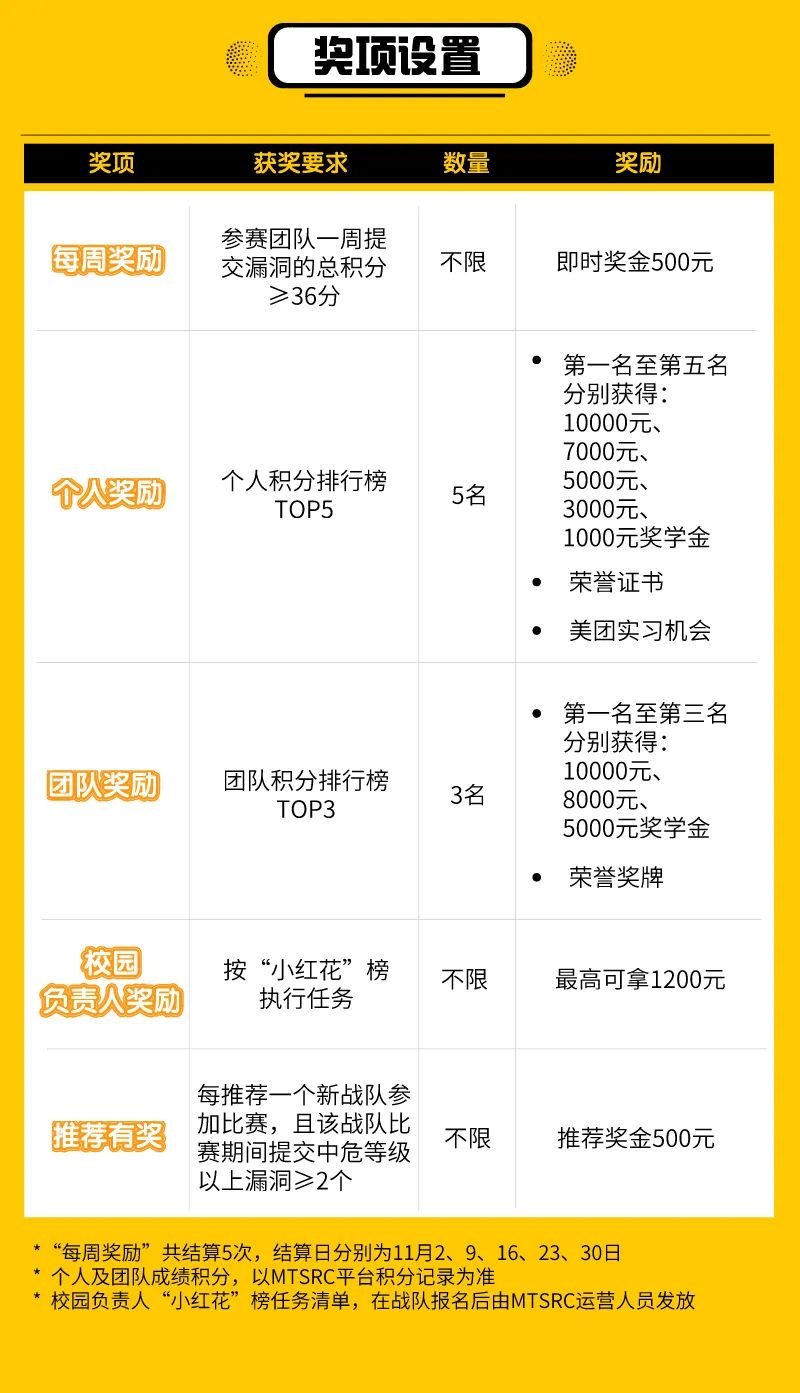 奖项设置
奖项 获奖要求 数量 奖励
每周奖励
参赛团队一周提
交漏洞的总积分
≥36分
不限
即时奖金500元
个人奖励
个人积分排行榜
TOP5
5名
• 第一名至第五名
分别获得：
10000元、
7000元、
5000元、
3000元、
1000元奖学金
• 荣誉证书
• 美团实习机会
团队奖励
团队积分排行榜
TOP3
3名
• 第一名至第三名
分别获得：
10000元、
8000元、
5000元奖学金
• 荣誉奖牌
校园
负责人奖励
按“小红花”榜
执行任务
不限
最高可拿1200元
推荐有奖
每推荐一个新战队参
加比赛，且该战队比
赛期间提交中危等级
以上漏洞≥2个
不限
推荐奖金500元
* “每周奖励”共结算5次，结算日分别为11月2、9、16、23、30日
* 个人及团队成绩积分，以MTSRC平台积分记录为准
* 校园负责人“小红花”榜任务清单，在战队报名后由MTSRC运营人员发放